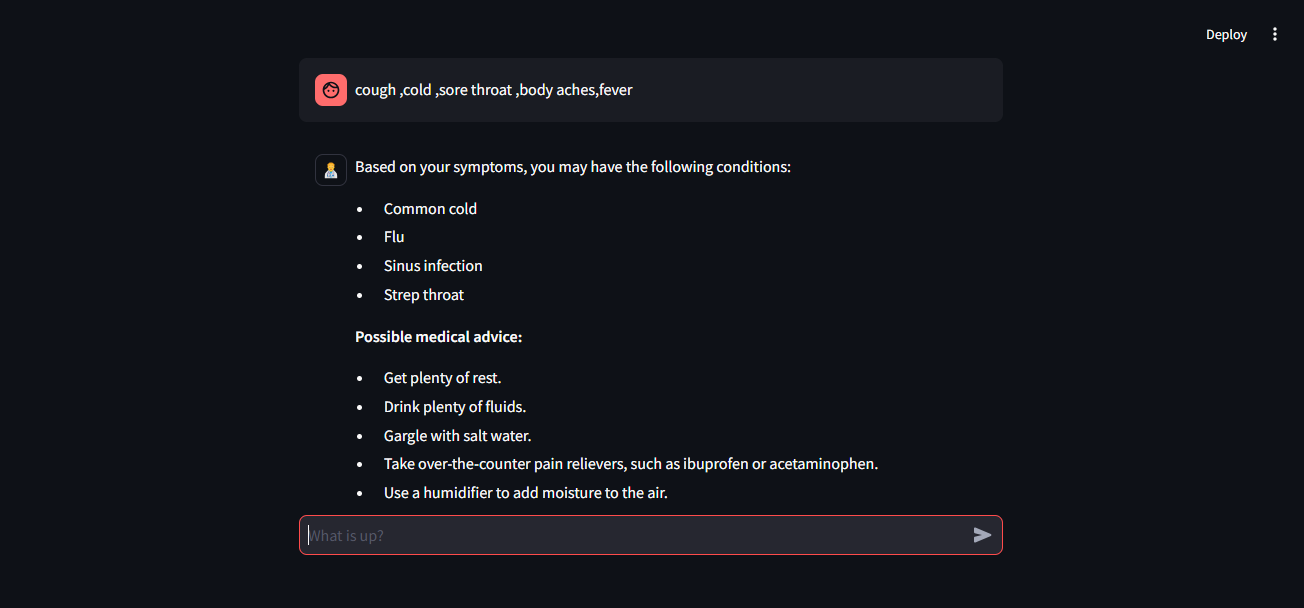 Deploy
cough ,cold ,sore throat ,body aches,fever
Based on your symptoms, you may have the following conditions:
• Common cold
• Flu
• Sinus infection
• Strep throat
Possible medical advice:
• Get plenty of rest.
• Drink plenty of fluids.
• Gargle with salt water.
• Take over-the-counter pain relievers, such as ibuprofen or acetaminophen.
• Use a humidifier to add moisture to the air.
What is up?